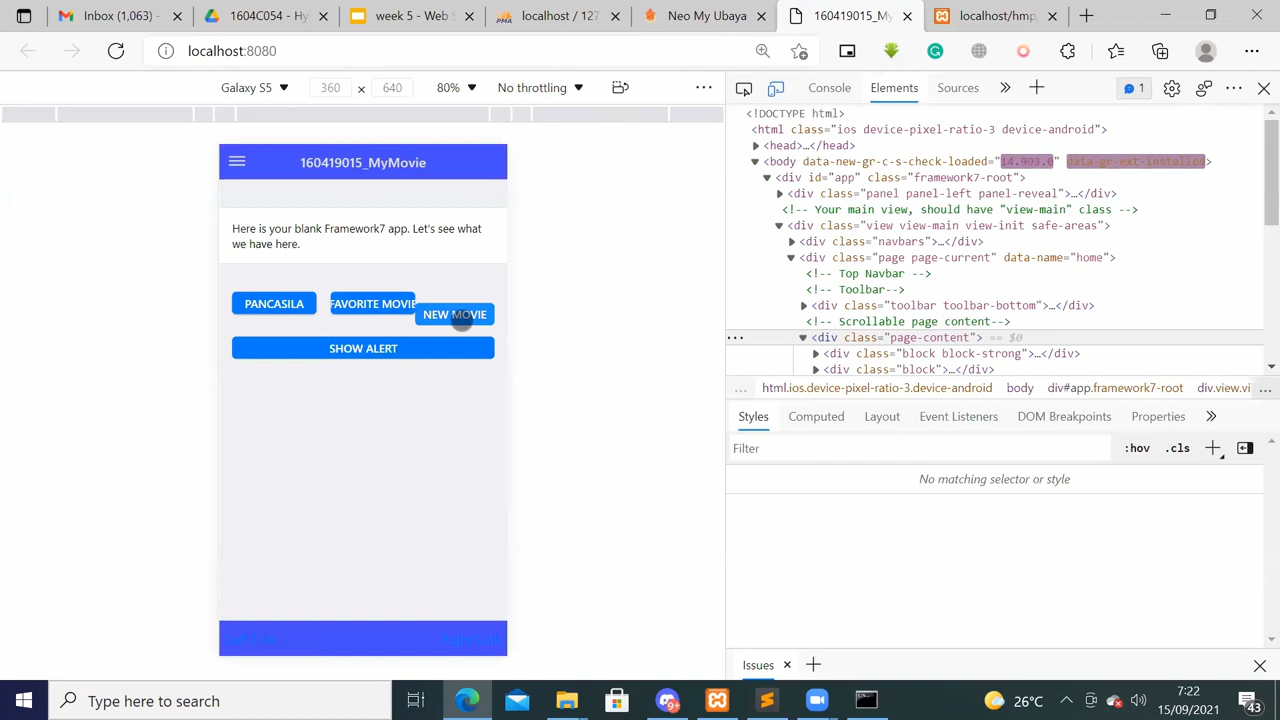 Inbox (1,063)
16104C054 - Hy
week 5 - Web S
localhost / 127
Neo My Ubaya
160419015_My
localhost/hmp
localhost:8080
Galaxy S5
360
x
640
80%
No throttling
Console
Elements
Sources
1
160419015_MyMovie
Here is your blank Framework7 app. Let's see what
we have here.
PANCASILA
FAVORITE MOVIE
NEW MOVIE
SHOW ALERT
<!DOCTYPE html>
<html class="ios device-pixel-ratio-3 device-android">
<head>…</head>
<body data-new-gr-c-s-check-loaded="14.993.0" data-gr-ext-installed>
<div id="app" class="framework7-root">
<div class="panel panel-left panel-reveal">…</div>
<!-- Your main view, should have "view-main" class -->
<div class="view view-main view-init safe-areas">
<div class="navbars">…</div>
<div class="page page-current" data-name="home">
<!-- Top Navbar -->
<!-- Toolbar-->
<div class="toolbar toolbar-bottom">…</div>
<!-- Scrollable page content-->
… <div class="page-content"> == $0
<div class="block block-strong">…</div>
<div class="block">…</div>
… html.ios.device-pixel-ratio-3.device-android body div#app.framework7-root div.view.vi …
Styles Computed Layout Event Listeners DOM Breakpoints Properties
Filter
:hov .cls
No matching selector or style
Issues
Type here to search
26°C
7:22
15/09/2021
43